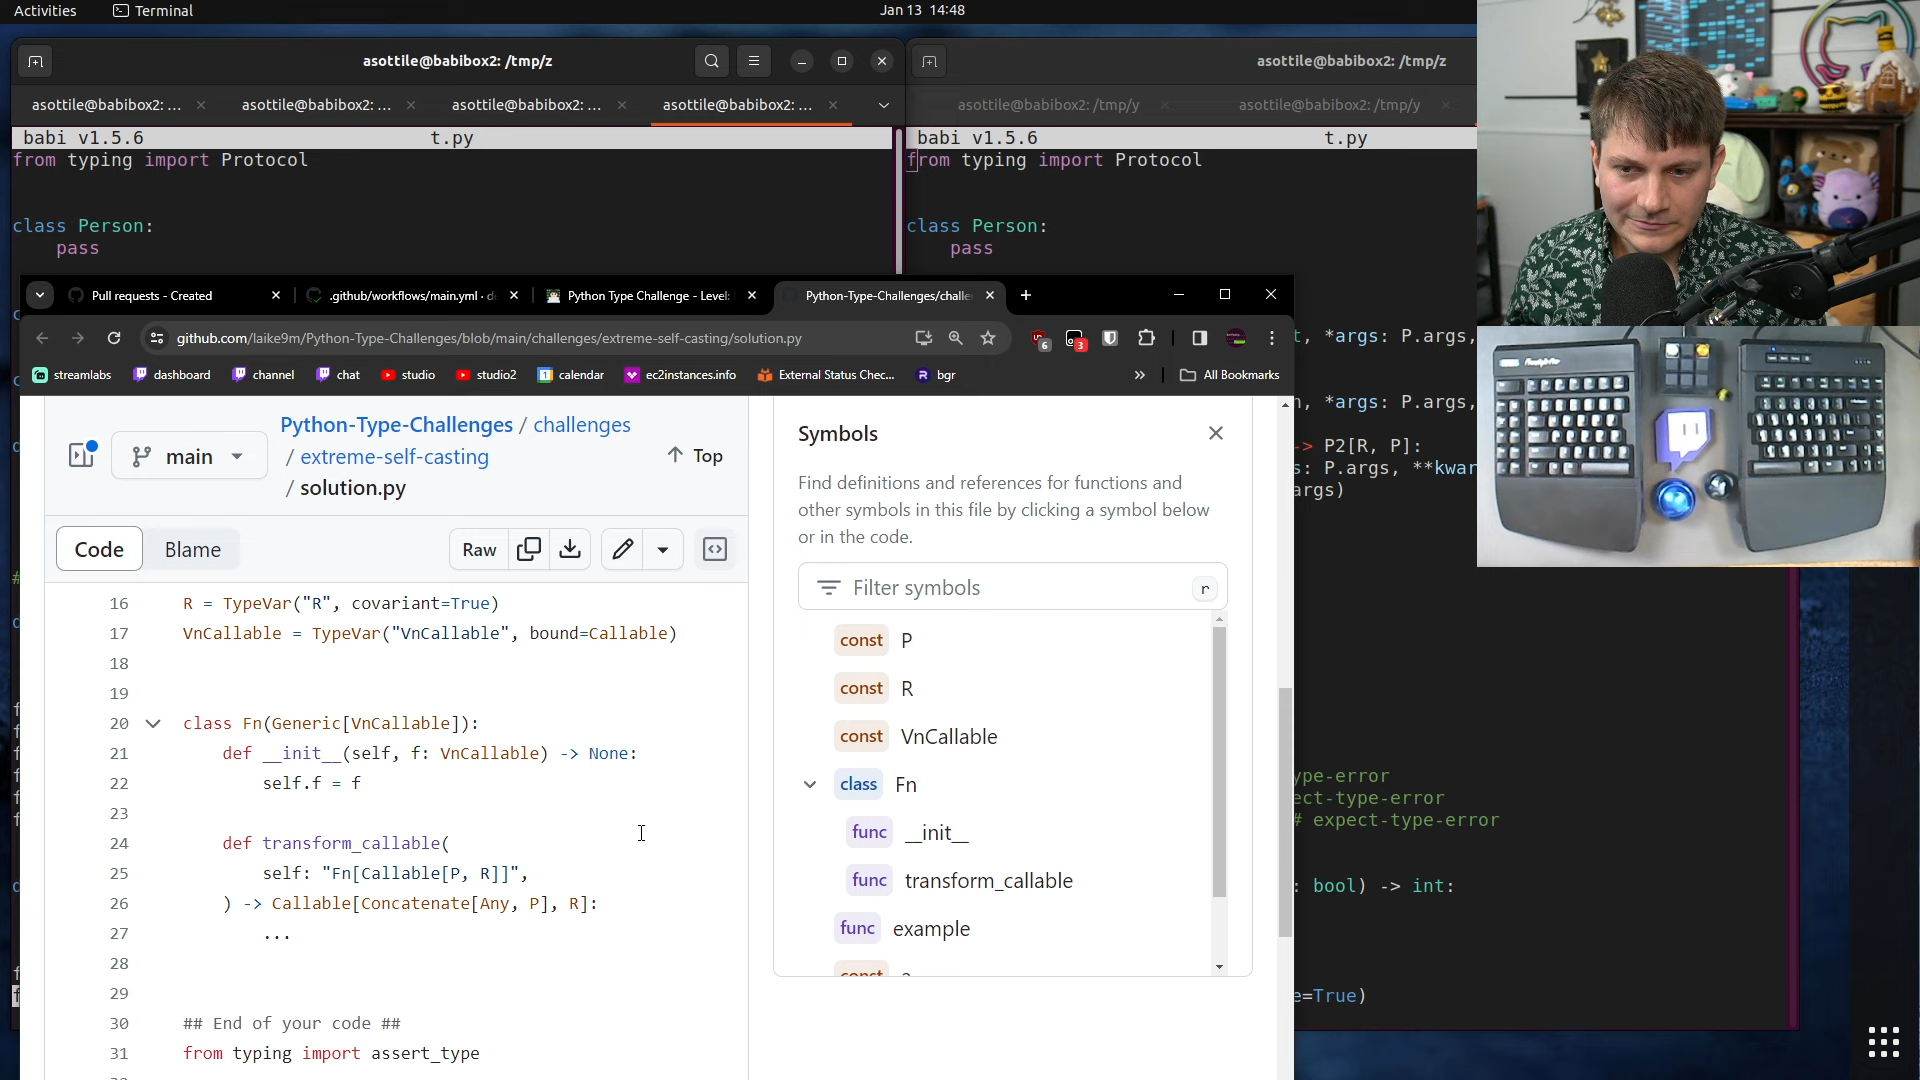 Activities
Terminal
Jan 13 14:48
asottile@babibox2: /tmp/z
asottile@babibox2: /tmp/z
asottile@babibox2: ...
asottile@babibox2: ...
asottile@babibox2: ...
asottile@babibox2: ...
asottile@babibox2: /tmp/y
asottile@babibox2: /tmp/y
babi v1.5.6 t.py
babi v1.5.6 t.py
from typing import Protocol
from typing import Protocol
class Person:
class Person:
pass
pass
Pull requests - Created
.github/workflows/main.yml · de
Python Type Challenge - Level:
Python-Type-Challenges/challe
github.com/laike9m/Python-Type-Challenges/blob/main/challenges/extreme-self-casting/solution.py
6
3
streamlabs
dashboard
channel
chat
studio
studio2
calendar
ec2instances.info
External Status Chec...
bgr
»
All Bookmarks
t, *args: P.args,
n, *args: P.args,
-> P2[R, P]:
s: P.args, **kwar
args)
Python-Type-Challenges / challenges
/ extreme-self-casting
/ solution.py
main
Top
Code
Blame
Raw
16 R = TypeVar("R", covariant=True)
17 VnCallable = TypeVar("VnCallable", bound=Callable)
18
19
20 class Fn(Generic[VnCallable]):
21 def __init__(self, f: VnCallable) -> None:
22 self.f = f
23
24 def transform_callable(
25 self: "Fn[Callable[P, R]]",
26 ) -> Callable[Concatenate[Any, P], R]:
27 ...
28
29
30 ## End of your code ##
31 from typing import assert_type
Symbols
Find definitions and references for functions and
other symbols in this file by clicking a symbol below
or in the code.
Filter symbols
r
const P
const R
const VnCallable
class Fn
func __init__
func transform_callable
func example
const a
ype-error
ect-type-error
# expect-type-error
: bool) -> int:
e=True)